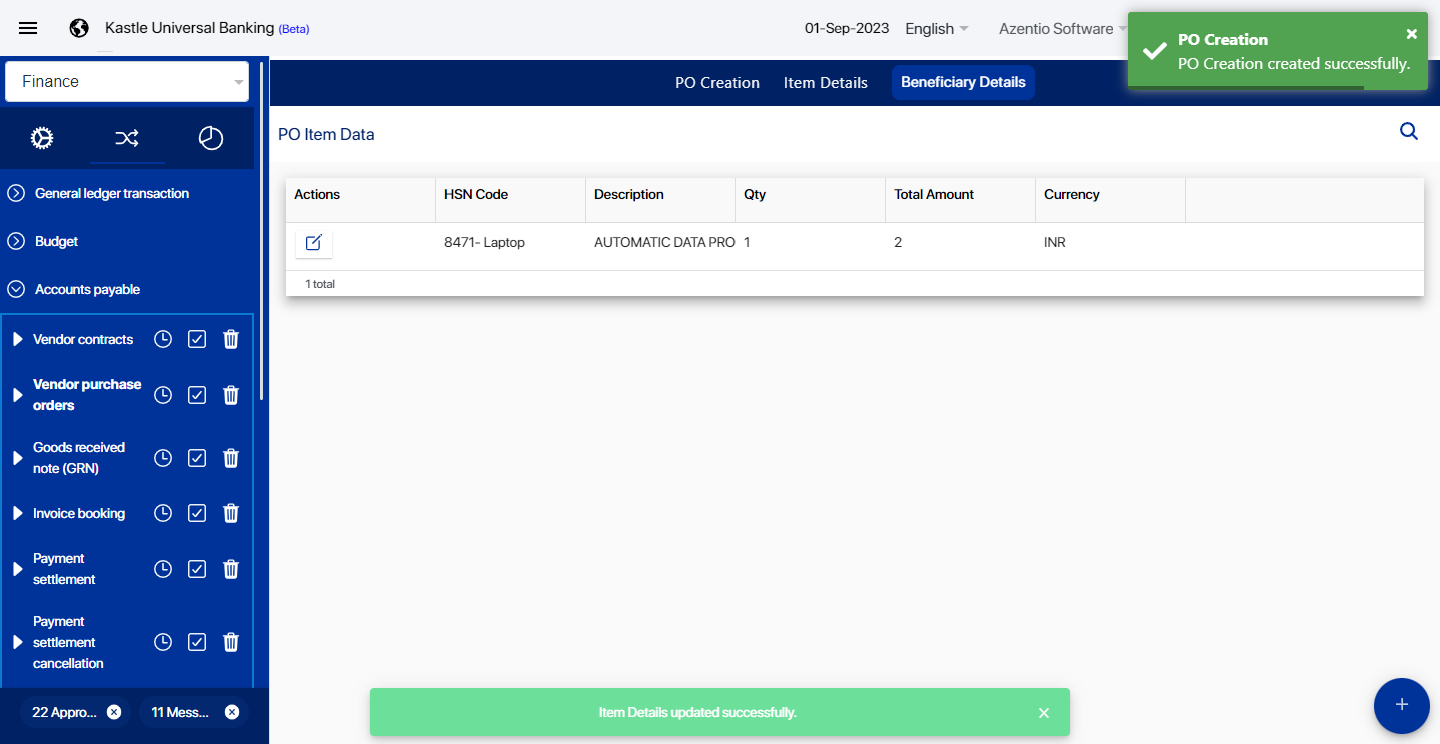 Kastle Universal Banking (Beta)
01-Sep-2023
English
Azentio Software
PO Creation
PO Creation created successfully.
Finance
PO Creation
Item Details
Beneficiary Details
PO Item Data
General ledger transaction
Budget
Accounts payable
Vendor contracts
Vendor purchase
orders
Goods received
note (GRN)
Invoice booking
Payment
settlement
Payment
settlement
cancellation
22 Appro...
11 Mess...
Actions HSN Code Description Qty Total Amount Currency
8471- Laptop AUTOMATIC DATA PRO 1 2 INR
1 total
Item Details updated successfully.